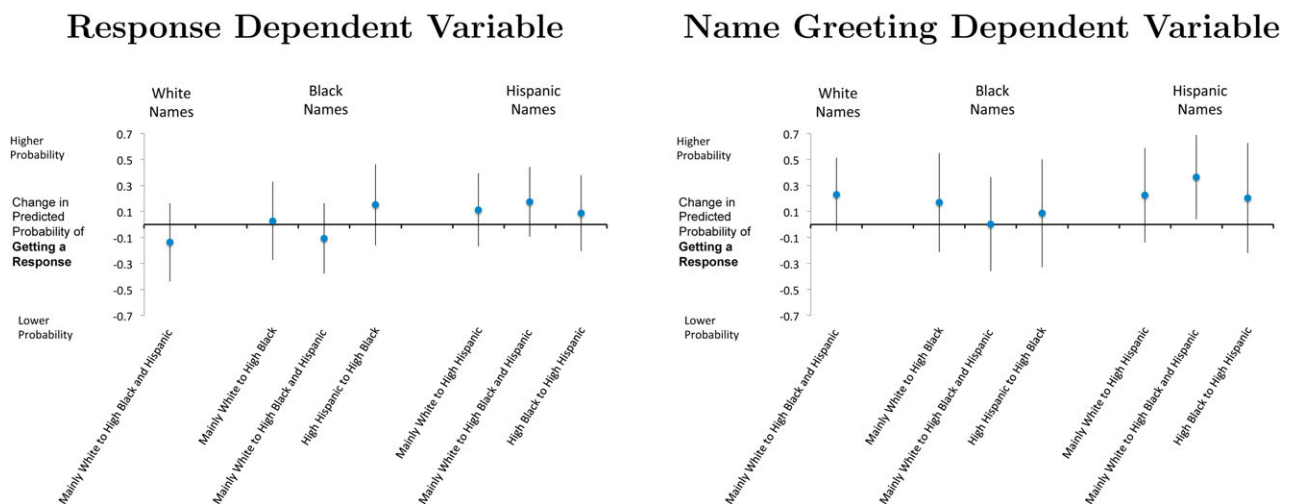 Response Dependent Variable
White
Names
Black
Names
Hispanic
Names
Higher
Probability
Change in
Predicted
Probability of
Getting a
Response
Lower
Probability
0.7
0.5
0.3
0.1
-0.1
-0.3
-0.5
-0.7
Mainly White to High Black and Hispanic
Mainly White to High Black
Mainly White to High Black and Hispanic
High Hispanic to High Black
Mainly White to High Hispanic
Mainly White to High Black and Hispanic
High Black to High Hispanic
Name Greeting Dependent Variable
White
Names
Black
Names
Hispanic
Names
Higher
Probability
Change in
Predicted
Probability of
Getting a
Response
Lower
Probability
0.7
0.5
0.3
0.1
-0.1
-0.3
-0.5
-0.7
Mainly White to High Black and Hispanic
Mainly White to High Black
Mainly White to High Black and Hispanic
High Hispanic to High Black
Mainly White to High Hispanic
Mainly White to High Black and Hispanic
High Black to High Hispanic